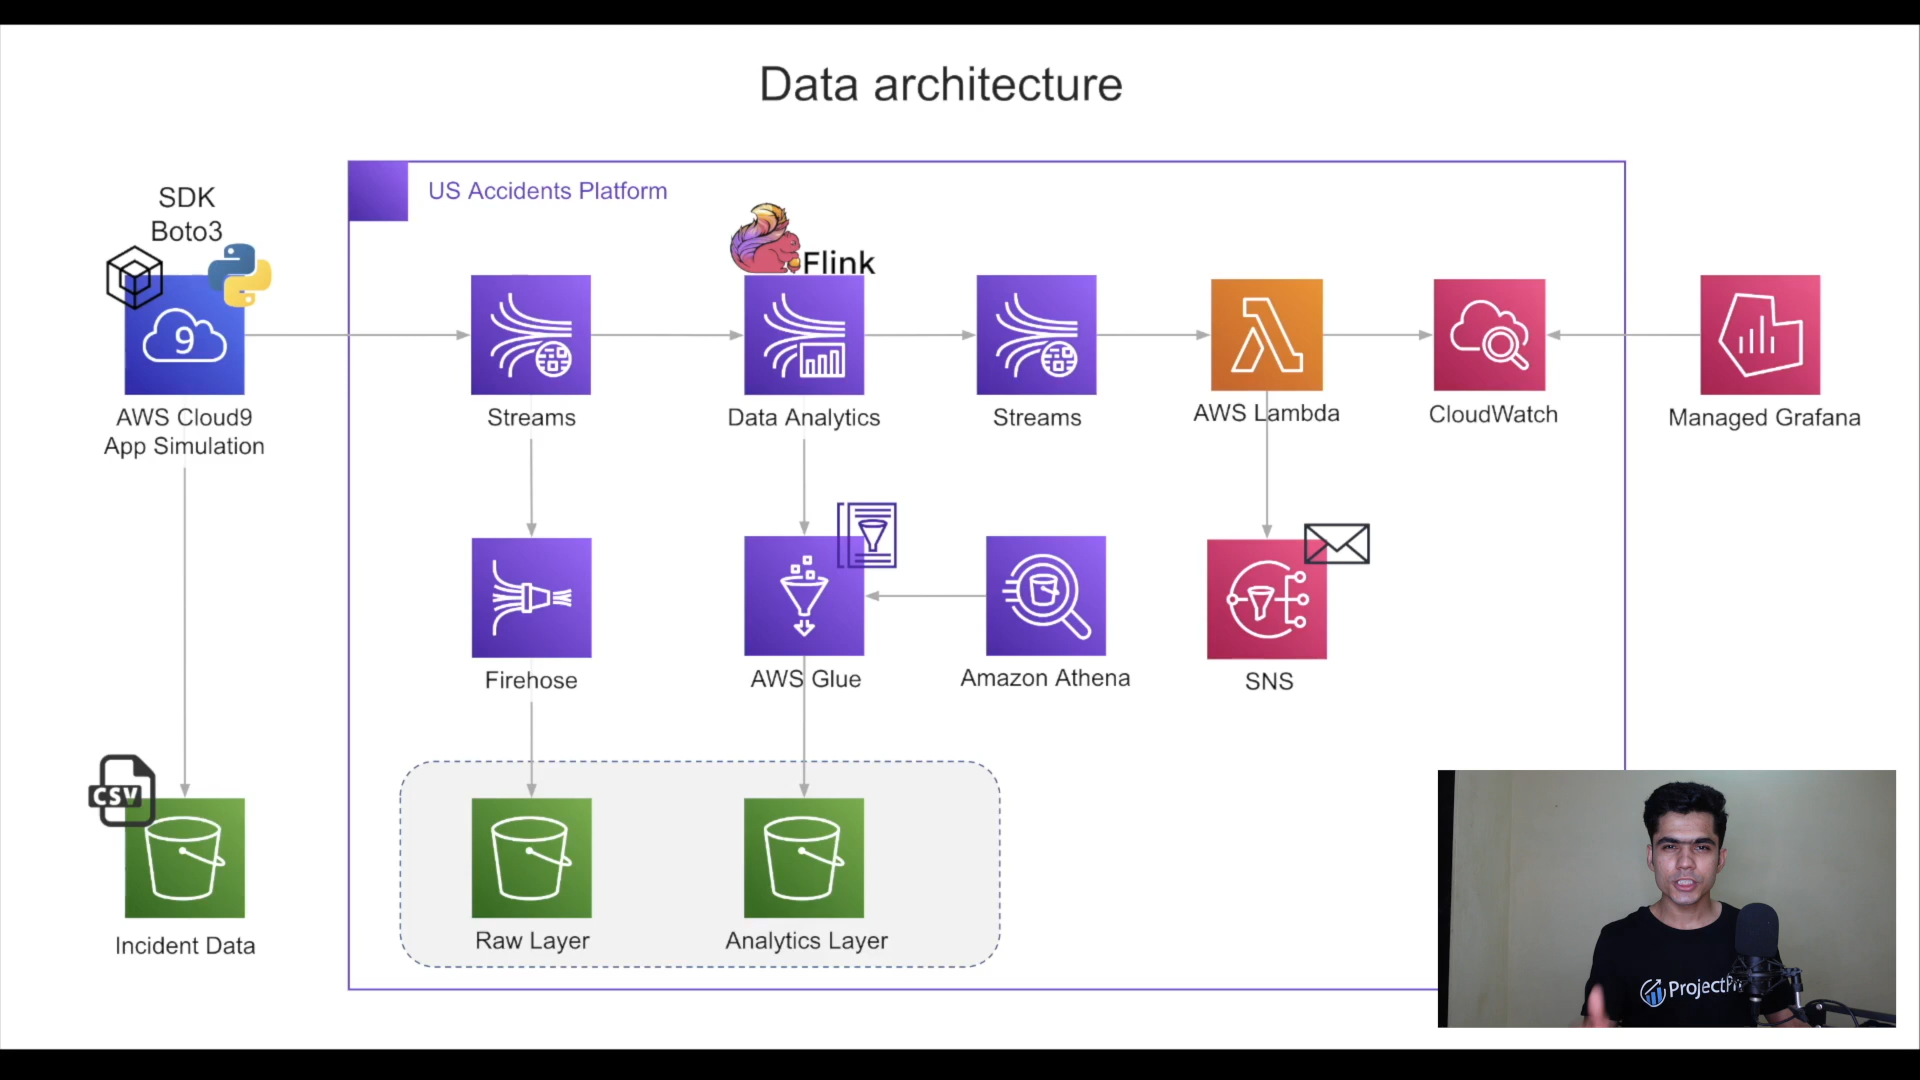 Data architecture
US Accidents Platform
SDK
Boto3
Flink
9
AWS Cloud9
App Simulation
Streams
Data Analytics
Streams
AWS Lambda
CloudWatch
Managed Grafana
Firehose
AWS Glue
Amazon Athena
SNS
CSV
Incident Data
Raw Layer
Analytics Layer